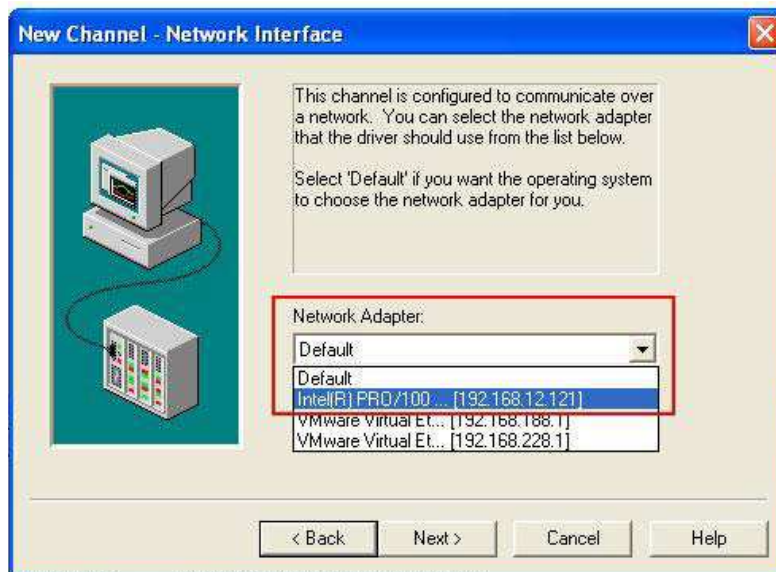 New Channel - Network Interface
This channel is configured to communicate over
a network. You can select the network adapter
that the driver should use from the list below.
Select 'Default' if you want the operating system
to choose the network adapter for you.
Network Adapter:
Default
Default
Intel(R) PRO/100 ... [192.168.12.121]
VMware Virtual Et... [192.168.188.1]
VMware Virtual Et... [192.168.228.1]
< Back
Next >
Cancel
Help